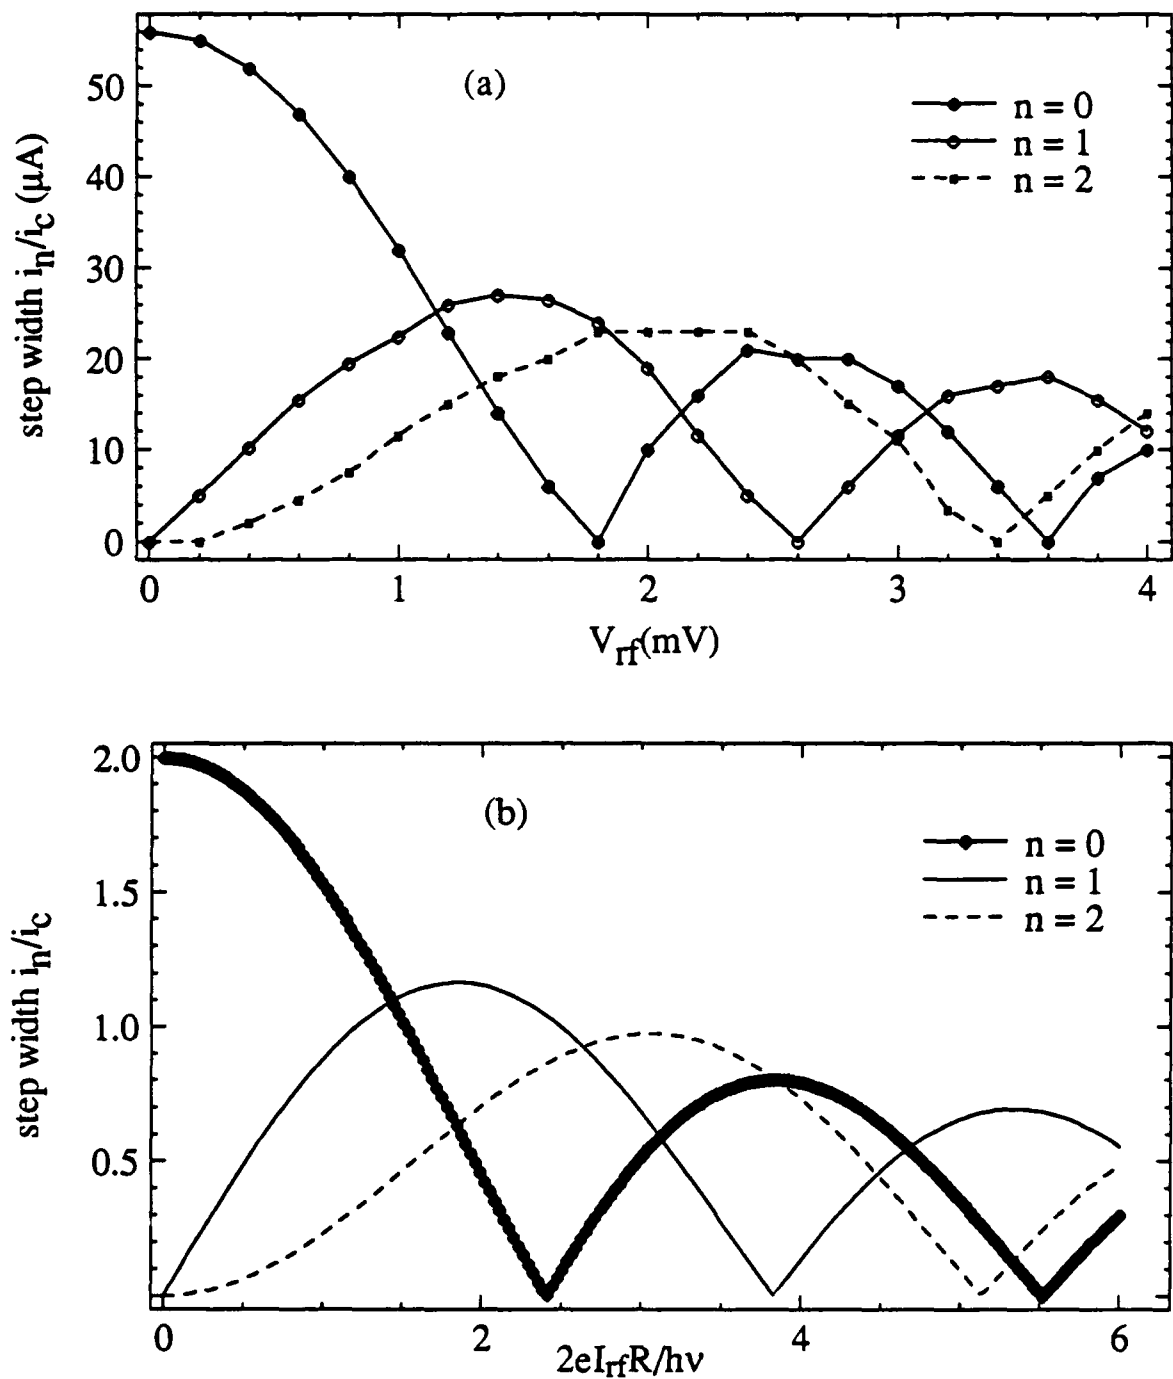 (a)
n = 0
n = 1
n = 2
step width i_n/i_c (μA)
50
40
30
20
10
0
0 1 2 3 4
V_rf(mV)
(b)
n = 0
n = 1
n = 2
step width i_n/i_c
2.0
1.5
1.0
0.5
0 2 4 6
2eI_rfR/hν